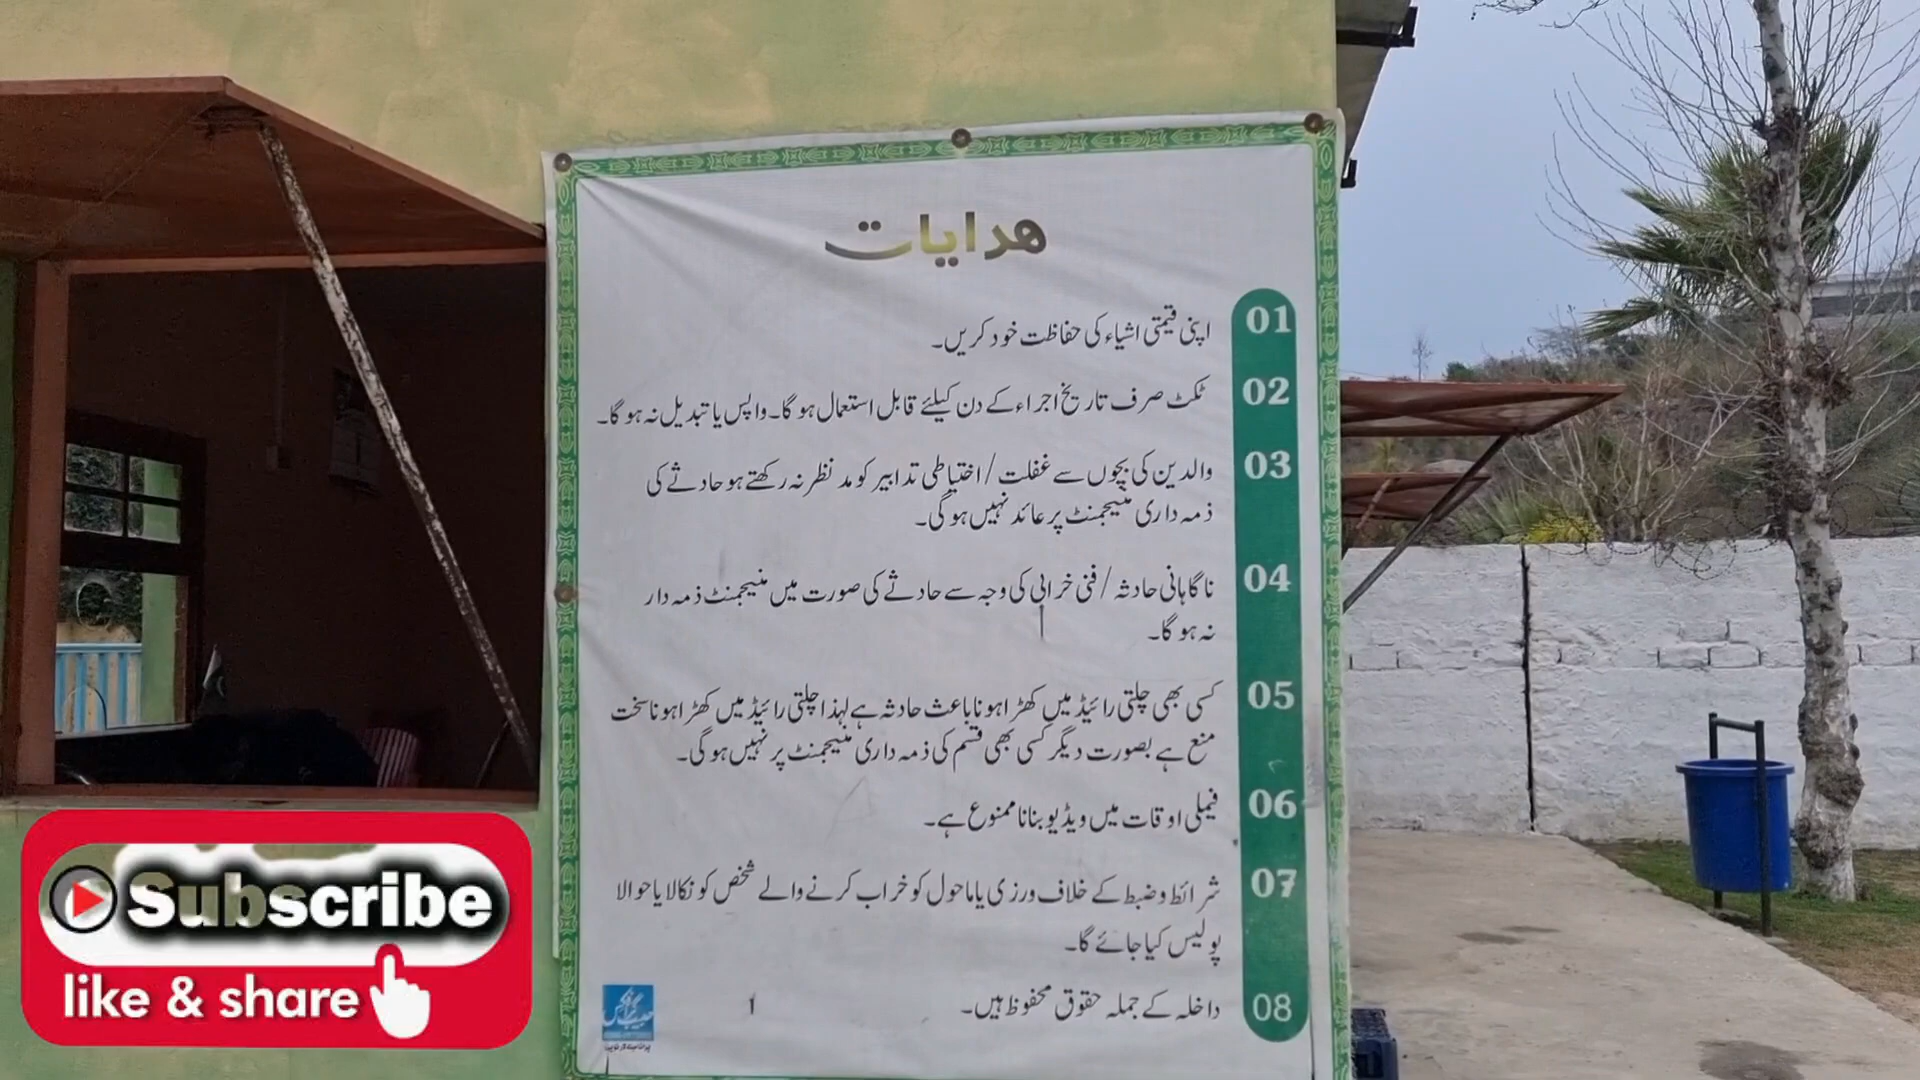 هدایات
01 اپنی قیمتی اشیاء کی حفاظت خود کریں۔
02 ٹکٹ صرف تاریخ اجراء کے دن کیلئے قابل استعمال ہو گا۔ واپس یا تبدیل نہ ہو گا۔
03 والدین کی بچوں سے غفلت / اختیاطی تدابیر کو مد نظر نہ رکھتے ہو حادثے کی
ذمہ داری منیجمنٹ پر عائد نہیں ہو گی۔
04 ناگاہانی حادثہ / فنی خرابی کی وجہ سے حادثے کی صورت میں منیجمنٹ ذمہ دار
نہ ہو گا۔
05 کسی بھی چلتی رائیڈ میں کھڑا ہونا باعث حادثہ ہے لہذا چلتی رائیڈ میں کھڑا ہونا سخت
منع ہے بصورت دیگر کسی بھی قسم کی ذمہ داری منیجمنٹ پر نہیں ہو گی۔
06 فیملی اوقات میں ویڈیو بنانا ممنوع ہے۔
07 شرائط و ضبط کے خلاف ورزی یا ماحول کو خراب کرنے والے شخص کو نکالا یا حوالا
پولیس کیا جائے گا۔
08 داخلہ کے جملہ حقوق محفوظ ہیں۔
Subscribe
like & share